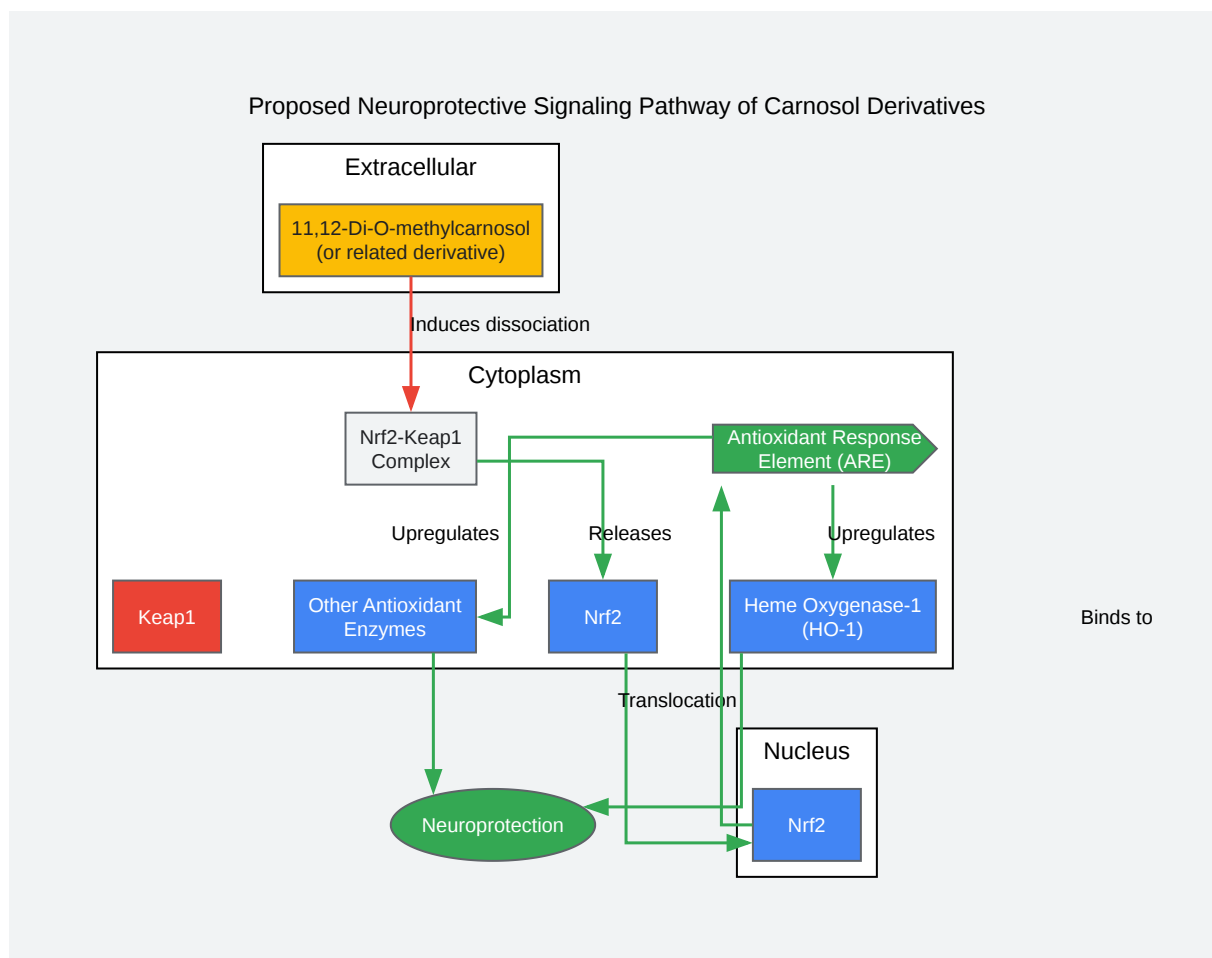 Proposed Neuroprotective Signaling Pathway of Carnosol Derivatives
Extracellular
11,12-Di-O-methylcarnosol
(or related derivative)
Induces dissociation
Cytoplasm
Nrf2-Keap1
Complex
Antioxidant Response
Element (ARE)
Upregulates
Releases
Upregulates
Keap1
Other Antioxidant
Enzymes
Nrf2
Heme Oxygenase-1
(HO-1)
Binds to
Translocation
Nucleus
Neuroprotection
Nrf2